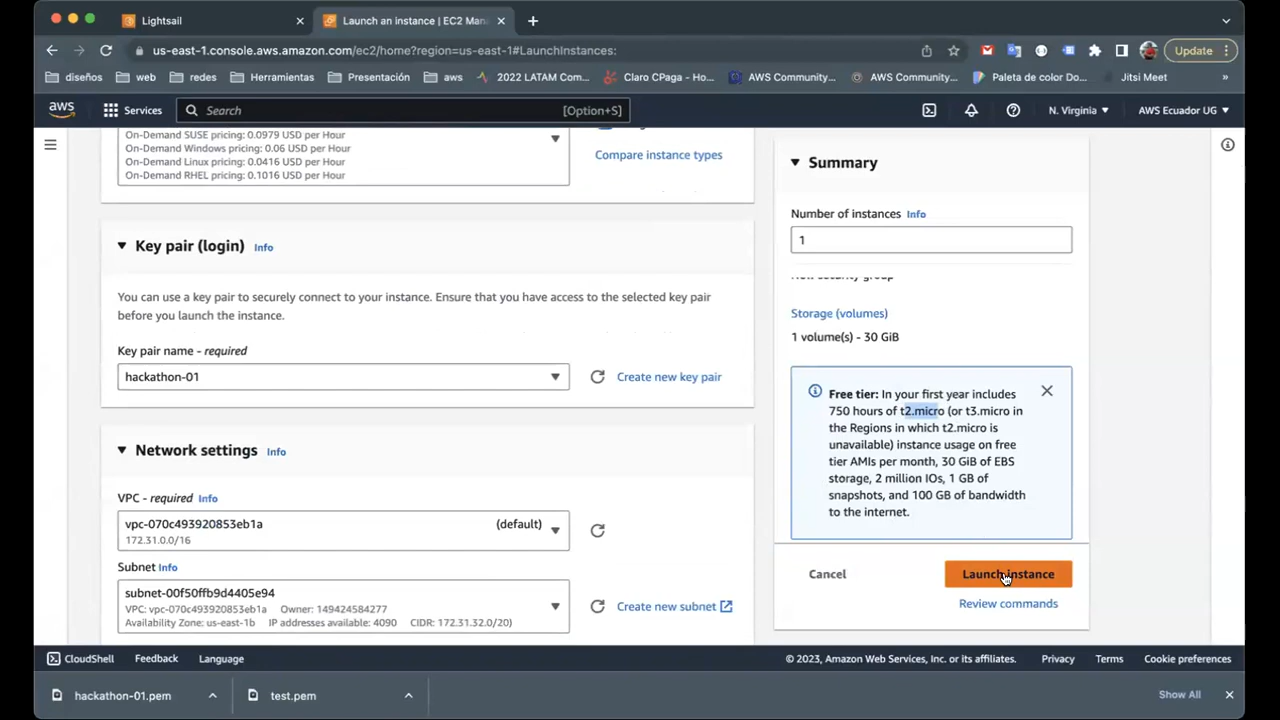 Lightsail
Launch an instance | EC2 Man
us-east-1.console.aws.amazon.com/ec2/home?region=us-east-1#LaunchInstances:
Update
diseños
web
redes
Herramientas
Presentación
aws
2022 LATAM Com...
Claro CPaga - Ho...
AWS Community...
AWS Community...
Paleta de color Do...
Jitsi Meet
»
aws
Services
Search
[Option+S]
N. Virginia
AWS Ecuador UG
On-Demand SUSE pricing: 0.0979 USD per Hour
On-Demand Windows pricing: 0.06 USD per Hour
On-Demand Linux pricing: 0.0416 USD per Hour
On-Demand RHEL pricing: 0.1016 USD per Hour
Compare instance types
Key pair (login) Info
You can use a key pair to securely connect to your instance. Ensure that you have access to the selected key pair
before you launch the instance.
Key pair name - required
hackathon-01
Create new key pair
Network settings Info
VPC - required Info
vpc-070c493920853eb1a (default)
172.31.0.0/16
Subnet Info
subnet-00f50ffb9d4405e94
VPC: vpc-070c493920853eb1a Owner: 149424584277
Availability Zone: us-east-1b IP addresses available: 4090 CIDR: 172.31.32.0/20)
Create new subnet
Summary
Number of instances Info
1
New security group
Storage (volumes)
1 volume(s) - 30 GiB
Free tier: In your first year includes
750 hours of t2.micro (or t3.micro in
the Regions in which t2.micro is
unavailable) instance usage on free
tier AMIs per month, 30 GiB of EBS
storage, 2 million IOs, 1 GB of
snapshots, and 100 GB of bandwidth
to the internet.
Cancel
Launch instance
Review commands
CloudShell
Feedback
Language
© 2023, Amazon Web Services, Inc. or its affiliates.
Privacy
Terms
Cookie preferences
hackathon-01.pem
test.pem
Show All